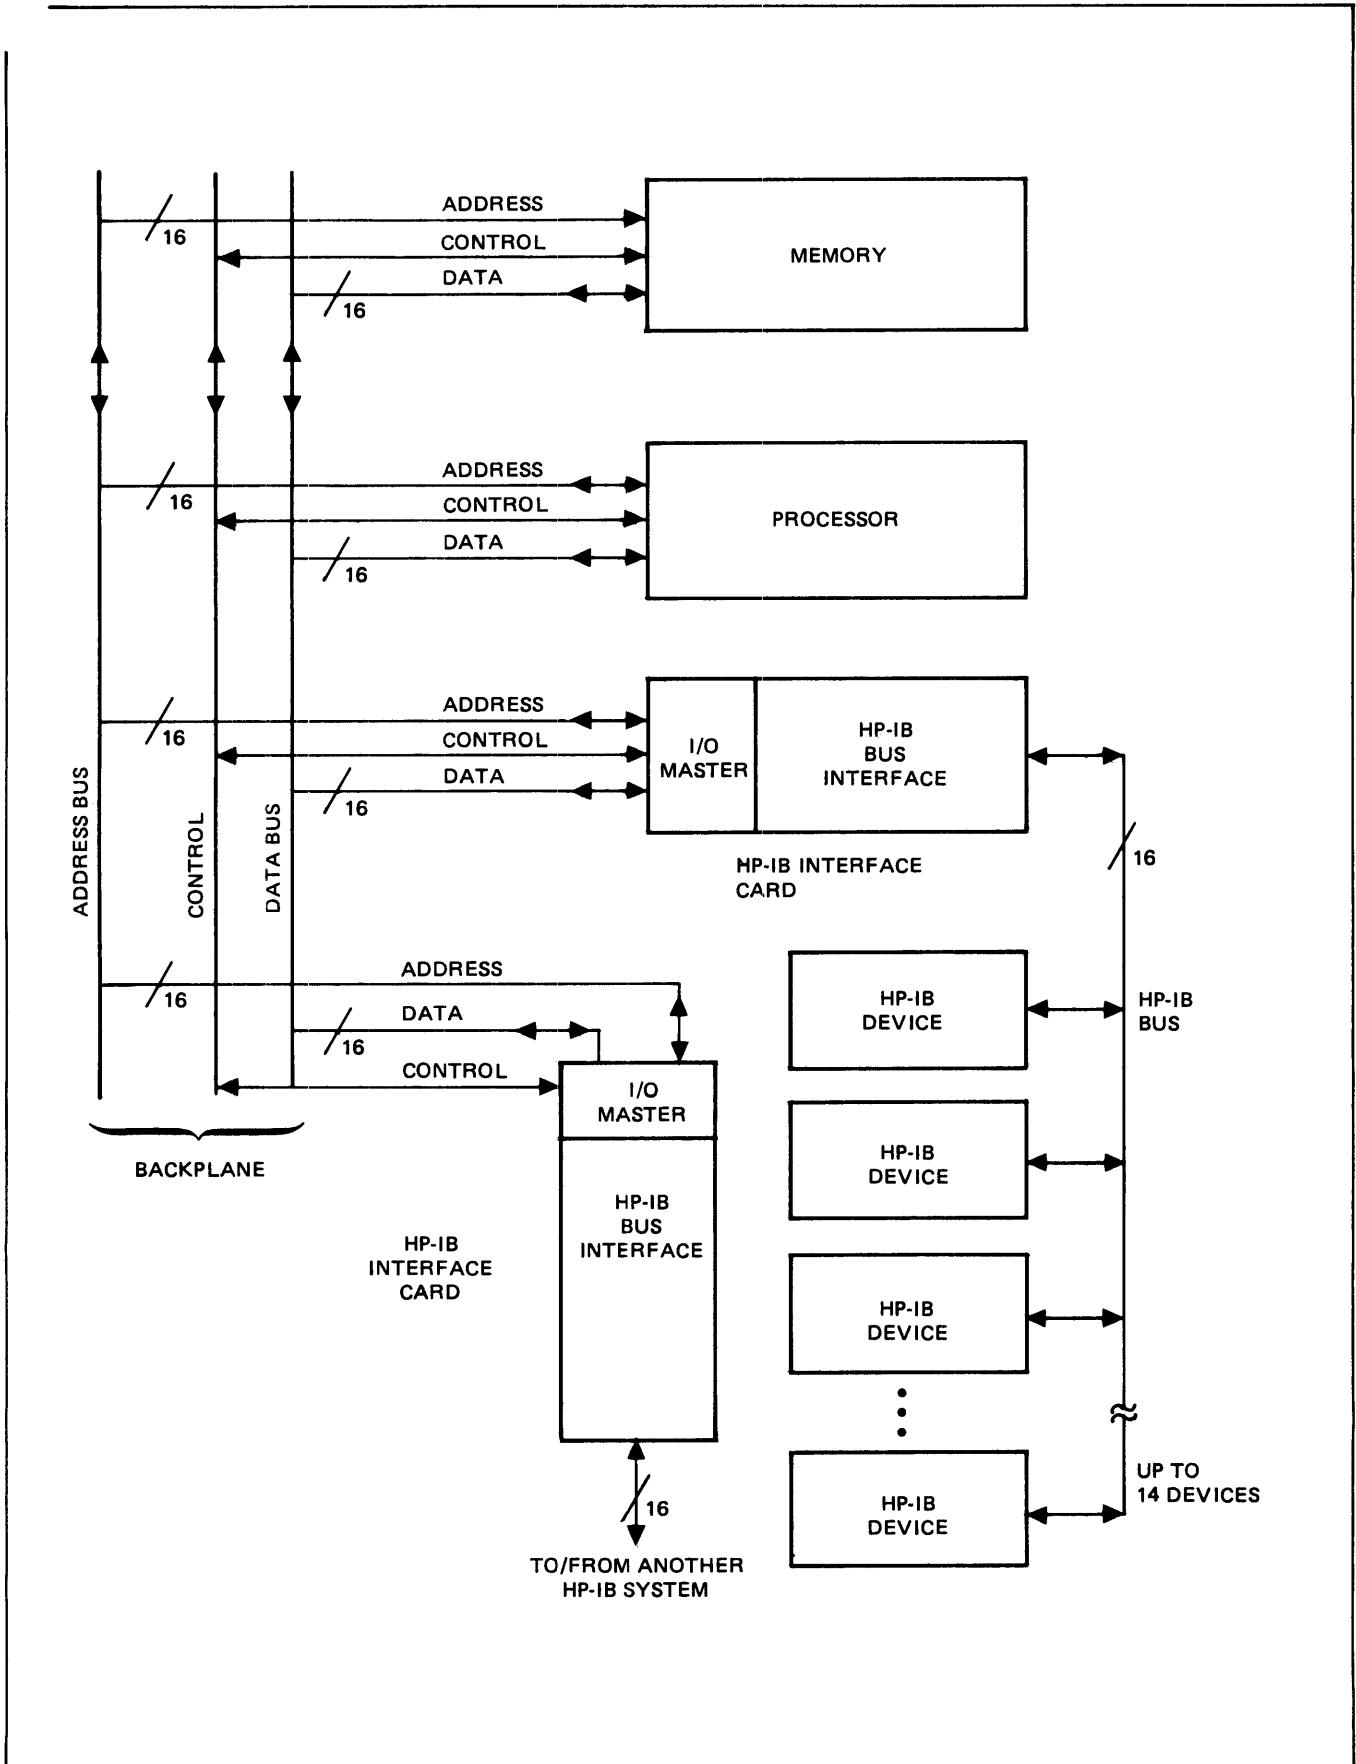 ADDRESS
16
CONTROL
MEMORY
DATA
16
ADDRESS
16
CONTROL
PROCESSOR
DATA
16
ADDRESS
16
CONTROL
DATA
16
I/O
MASTER
HP-IB
BUS
INTERFACE
16
HP-IB INTERFACE
CARD
ADDRESS BUS
CONTROL
DATA BUS
ADDRESS
16
DATA
16
CONTROL
I/O
MASTER
BACKPLANE
HP-IB
BUS
INTERFACE
HP-IB
INTERFACE
CARD
16
TO/FROM ANOTHER
HP-IB SYSTEM
HP-IB
DEVICE
HP-IB
BUS
HP-IB
DEVICE
HP-IB
DEVICE
HP-IB
DEVICE
UP TO
14 DEVICES